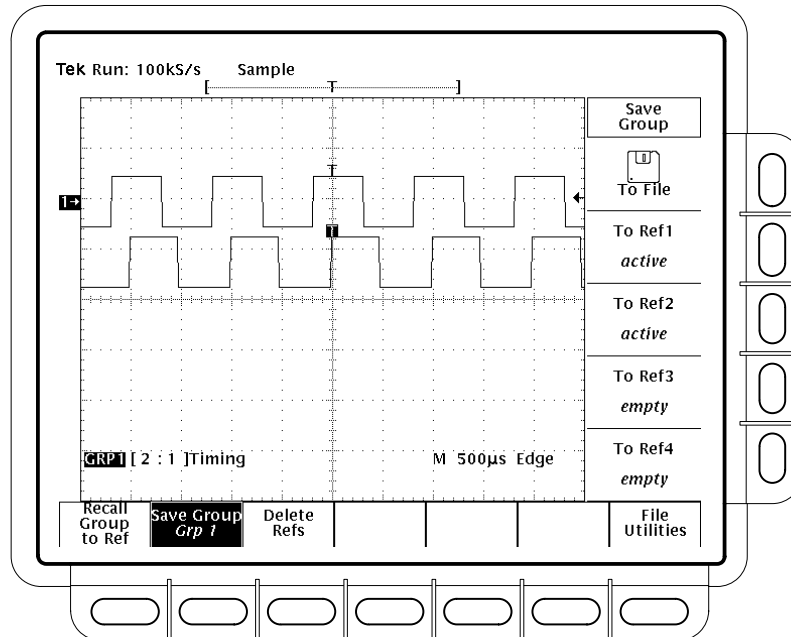 Tek Run: 100kS/s Sample
T
T
1→
T
GRP1 [ 2 : 1 ]Timing
M 500µs Edge
Save
Group
To File
To Ref1
active
To Ref2
active
To Ref3
empty
To Ref4
empty
Recall
Group
to Ref
Save Group
Grp 1
Delete
Refs
File
Utilities